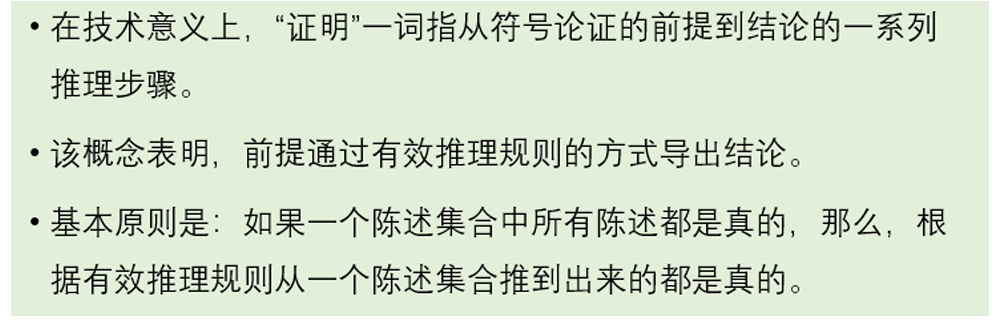 • 在技术意义上，“证明”一词指从符号论证的前提到结论的一系列
推理步骤。
• 该概念表明，前提通过有效推理规则的方式导出结论。
• 基本原则是：如果一个陈述集合中所有陈述都是真的，那么，根
据有效推理规则从一个陈述集合推到出来的都是真的。